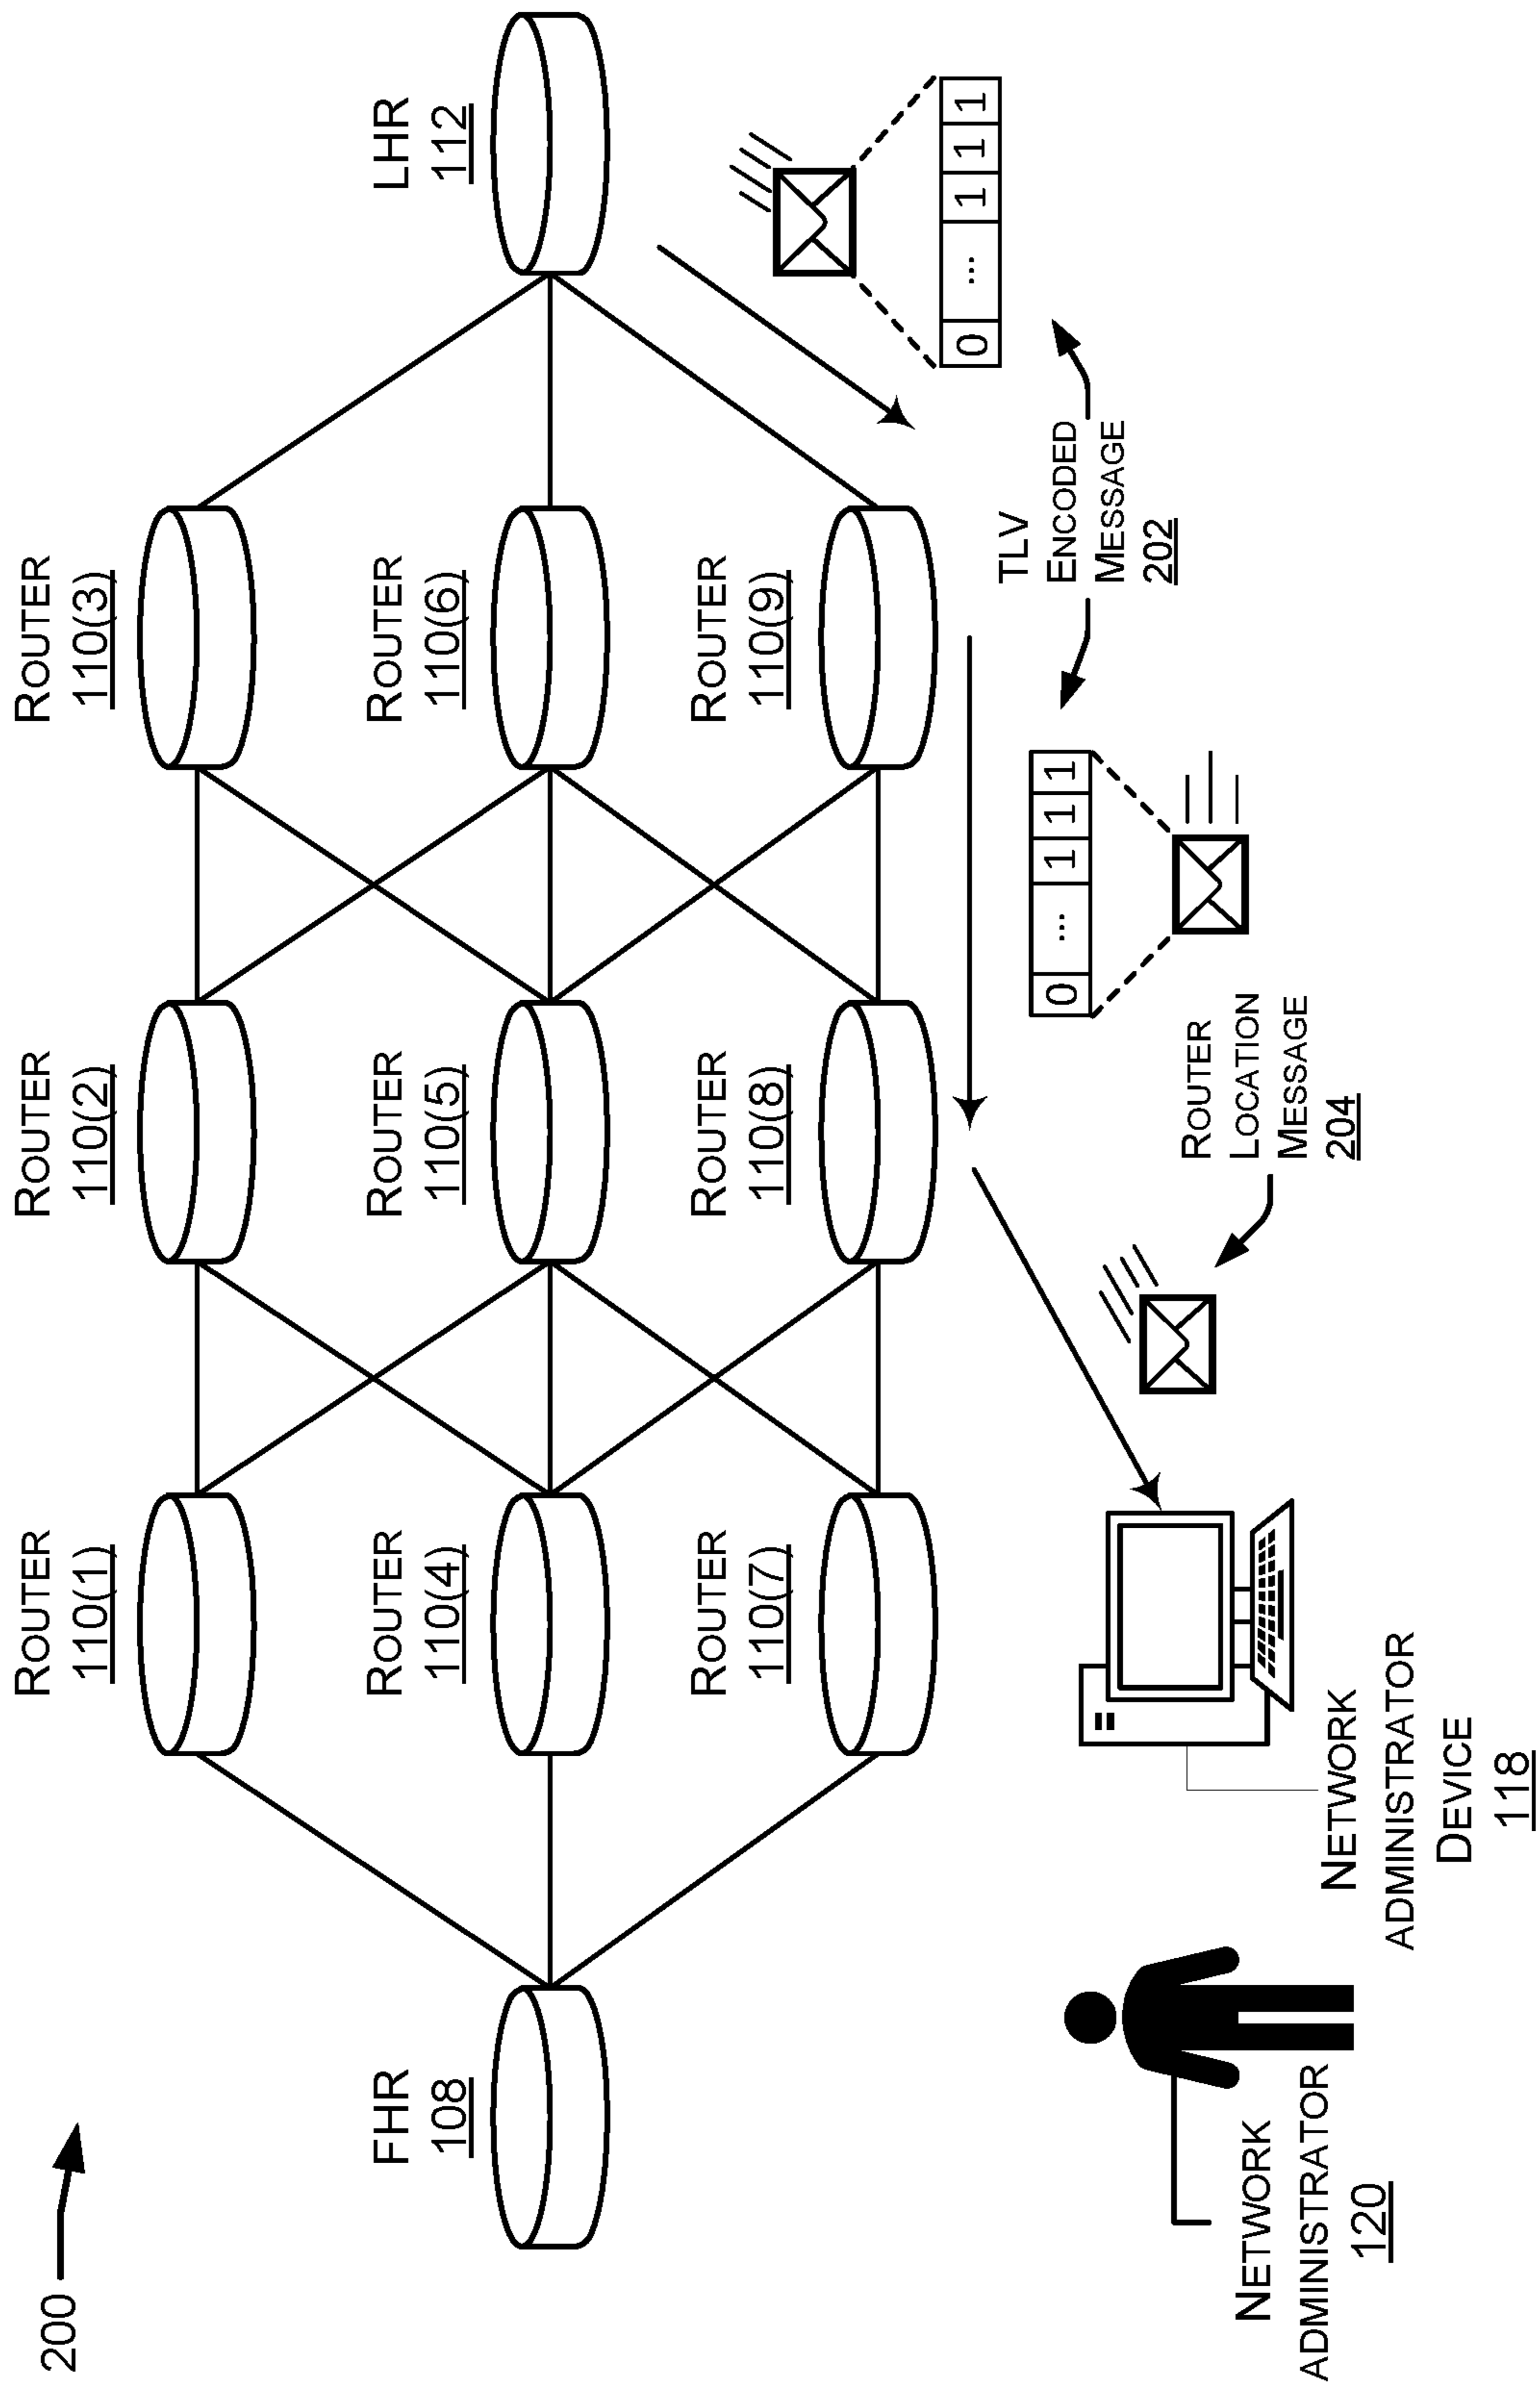 200
ROUTER
110(1)
ROUTER
110(2)
ROUTER
110(3)
FHR
108
ROUTER
110(4)
ROUTER
110(5)
ROUTER
110(6)
LHR
112
ROUTER
110(7)
ROUTER
110(8)
ROUTER
110(9)
0 ... 1 1 1
TLV
ENCODED
MESSAGE
202
0 ... 1 1 1
ROUTER
LOCATION
MESSAGE
204
NETWORK
ADMINISTRATOR
120
NETWORK
ADMINISTRATOR
DEVICE
118